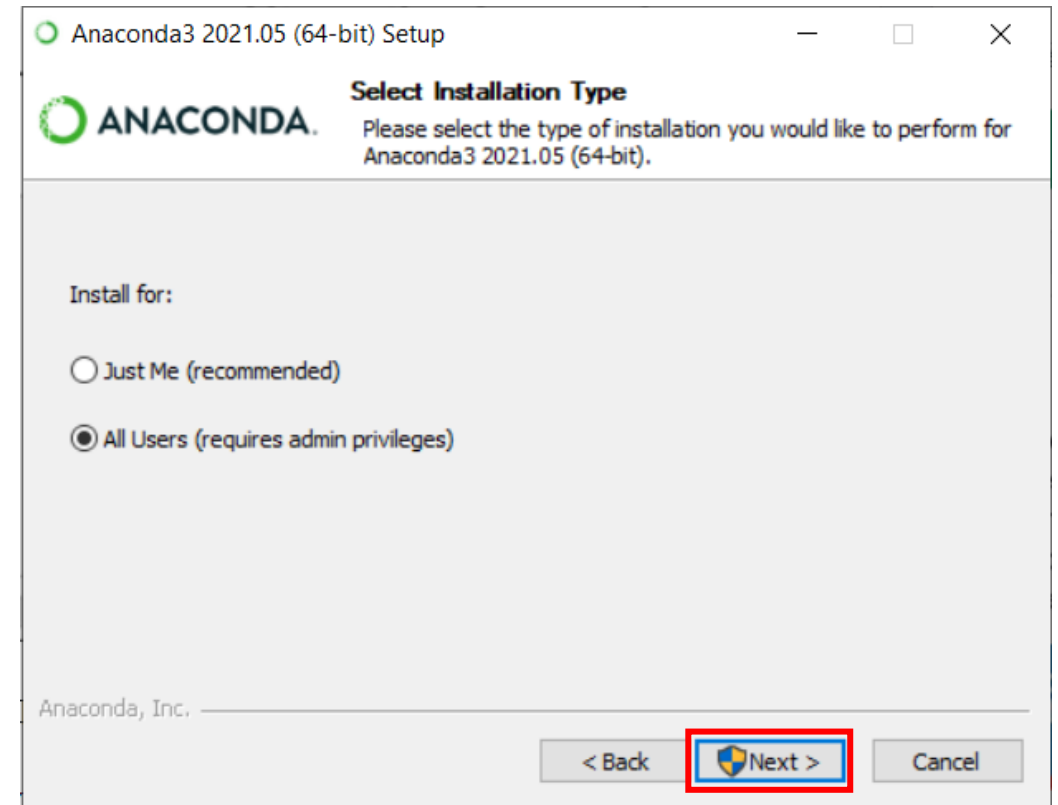 Anaconda3 2021.05 (64-bit) Setup
ANACONDA.
Select Installation Type
Please select the type of installation you would like to perform for
Anaconda3 2021.05 (64-bit).
Install for:
Just Me (recommended)
All Users (requires admin privileges)
Anaconda, Inc.
< Back
Next >
Cancel